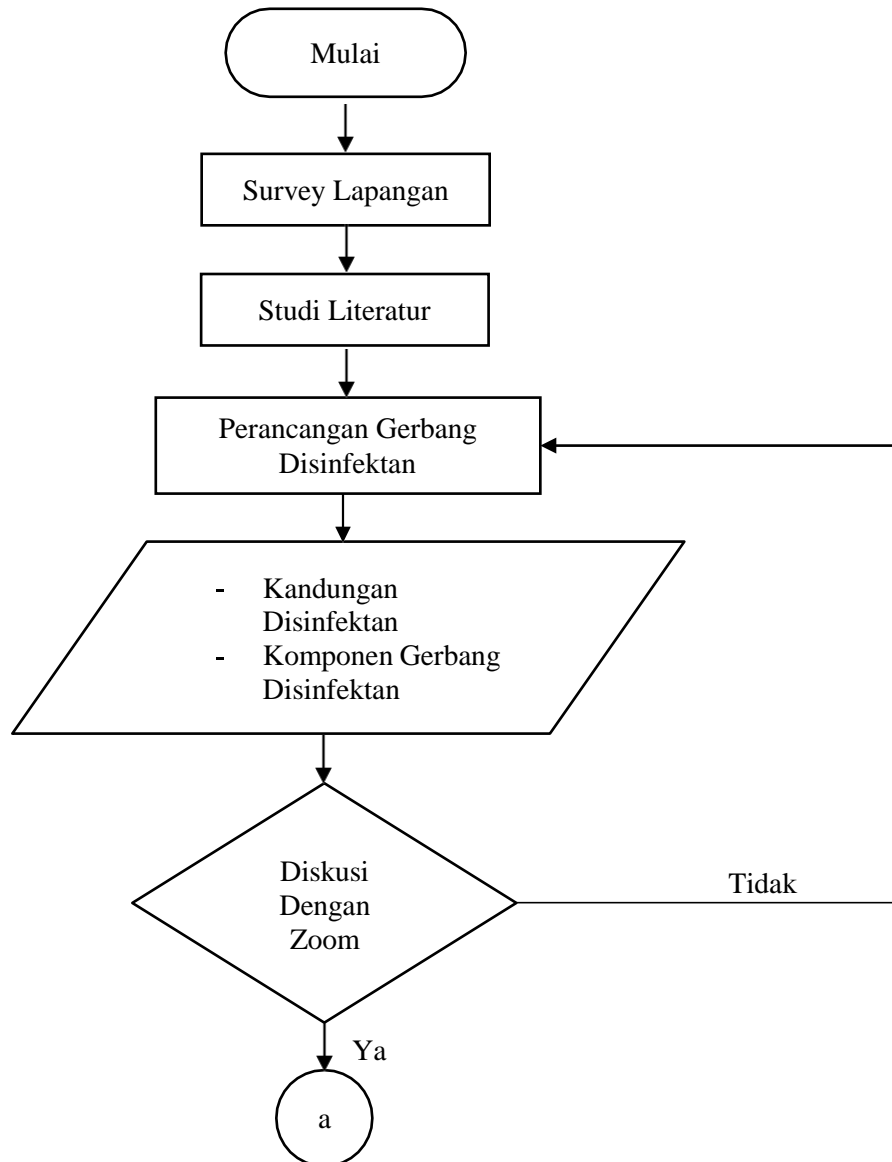 Mulai
Survey Lapangan
Studi Literatur
Perancangan Gerbang
Disinfektan
- Kandungan
Disinfektan
- Komponen Gerbang
Disinfektan
Diskusi
Dengan
Zoom
Tidak
Ya
a